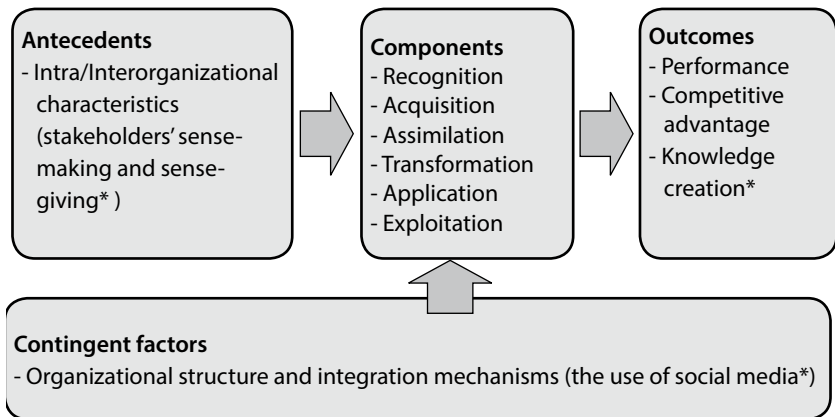 Antecedents
- Intra/Interorganizational
characteristics
(stakeholders' sense-
making and sense-
giving* )
Components
- Recognition
- Acquisition
- Assimilation
- Transformation
- Application
- Exploitation
Outcomes
- Performance
- Competitive
advantage
- Knowledge
creation*
Contingent factors
- Organizational structure and integration mechanisms (the use of social media*)